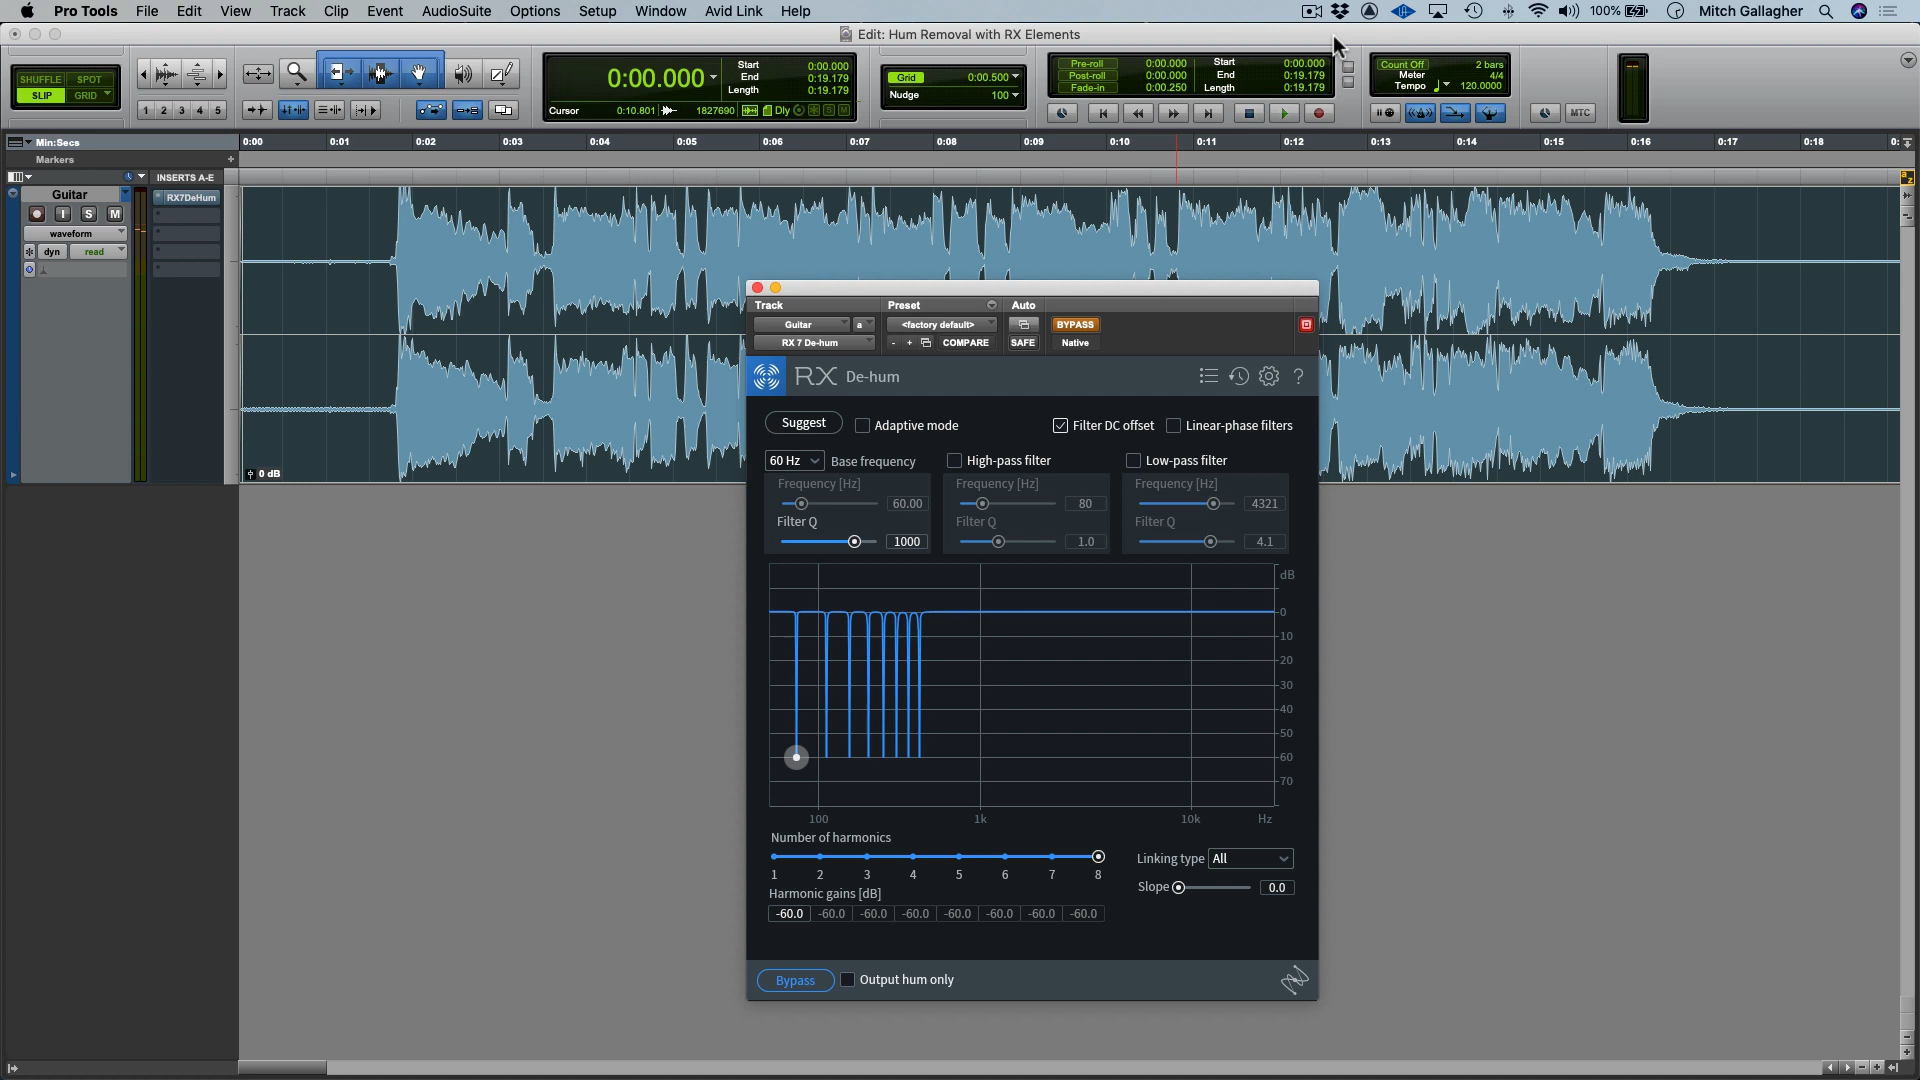 Pro Tools File Edit View Track Clip Event AudioSuite Options Setup Window Avid Link Help 100% Mitch Gallagher
Edit: Hum Removal with RX Elements
SHUFFLE SPOT
SLIP GRID
1 2 3 4 5
0:00.000
Start 0:00.000
End 0:19.179
Length 0:19.179
Cursor 0:10.801 1827690 Dly S M
Grid 0:00.500
Nudge 100
Pre-roll 0:00.000
Post-roll 0:00.000
Fade-in 0:00.250
Start 0:00.000
End 0:19.179
Length 0:19.179
Count Off 2 bars
Meter 4/4
Tempo 120.0000
MTC
Min:Secs 0:00 0:01 0:02 0:03 0:04 0:05 0:06 0:07 0:08 0:09 0:10 0:11 0:12 0:13 0:14 0:15 0:16 0:17 0:18 0:
Markers +
INSERTS A-E
Guitar
RX7DeHum
I S M
waveform
dyn read
0 dB
a z
Track Preset Auto
Guitar a <factory default> BYPASS
RX 7 De-hum - + COMPARE SAFE Native
RX De-hum ?
Suggest Adaptive mode Filter DC offset Linear-phase filters
60 Hz Base frequency High-pass filter Low-pass filter
Frequency [Hz] Frequency [Hz] Frequency [Hz]
60.00 80 4321
Filter Q Filter Q Filter Q
1000 1.0 4.1
dB
0
10
20
30
40
50
60
70
100 1k 10k Hz
Number of harmonics
1 2 3 4 5 6 7 8
Linking type All
Slope 0.0
Harmonic gains [dB]
-60.0 -60.0 -60.0 -60.0 -60.0 -60.0 -60.0 -60.0
Bypass Output hum only